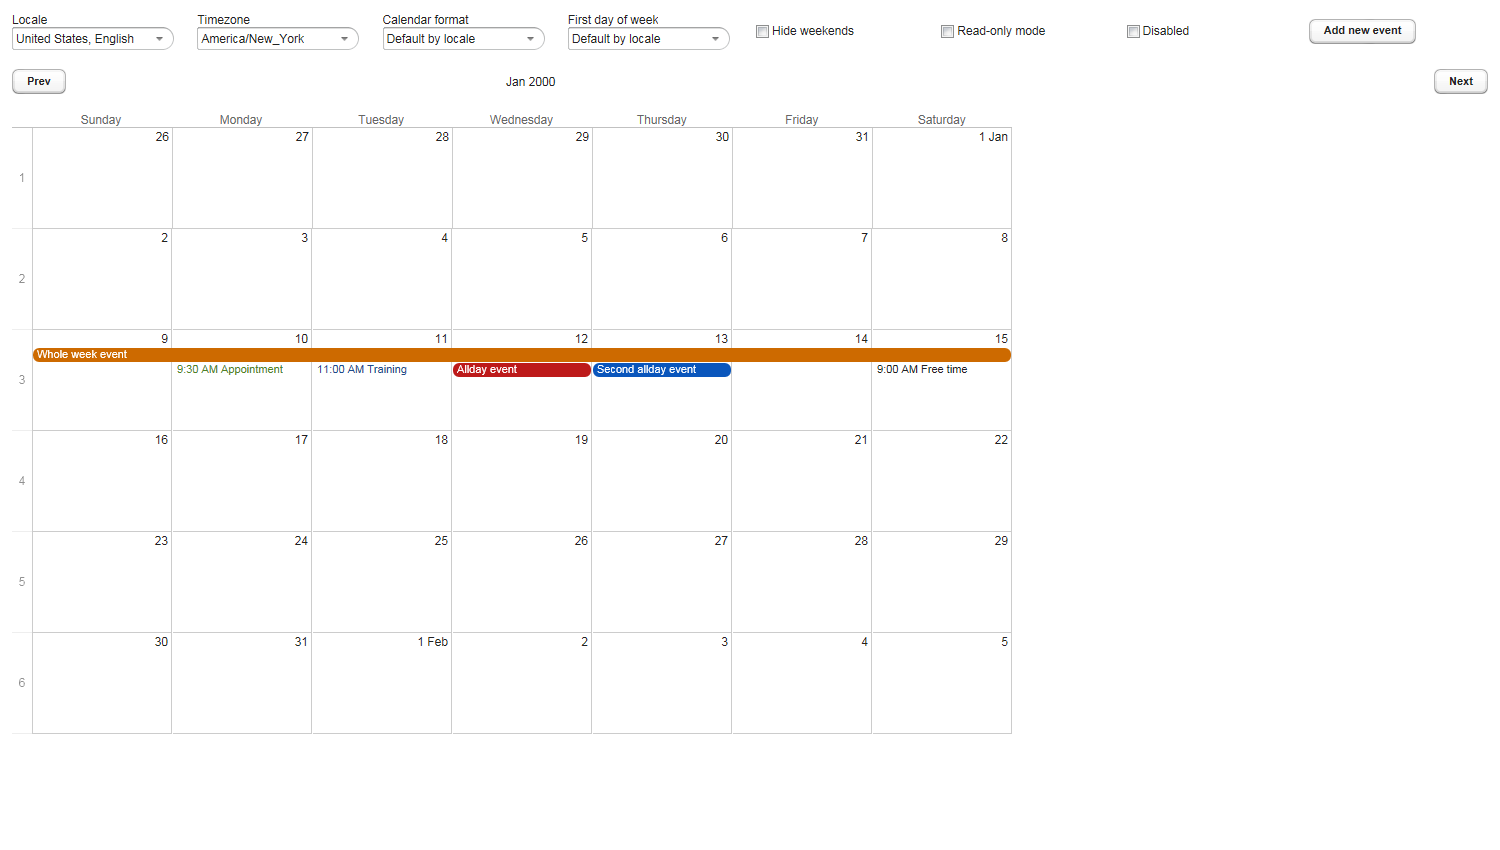 Locale Timezone Calendar format First day of week
United States, English America/New_York Default by locale Default by locale Hide weekends Read-only mode Disabled Add new event
Prev Jan 2000 Next
Sunday Monday Tuesday Wednesday Thursday Friday Saturday
26 27 28 29 30 31 1 Jan
1
2 3 4 5 6 7 8
2
9 10 11 12 13 14 15
Whole week event
9:30 AM Appointment 11:00 AM Training Allday event Second allday event 9:00 AM Free time
3
16 17 18 19 20 21 22
4
23 24 25 26 27 28 29
5
30 31 1 Feb 2 3 4 5
6